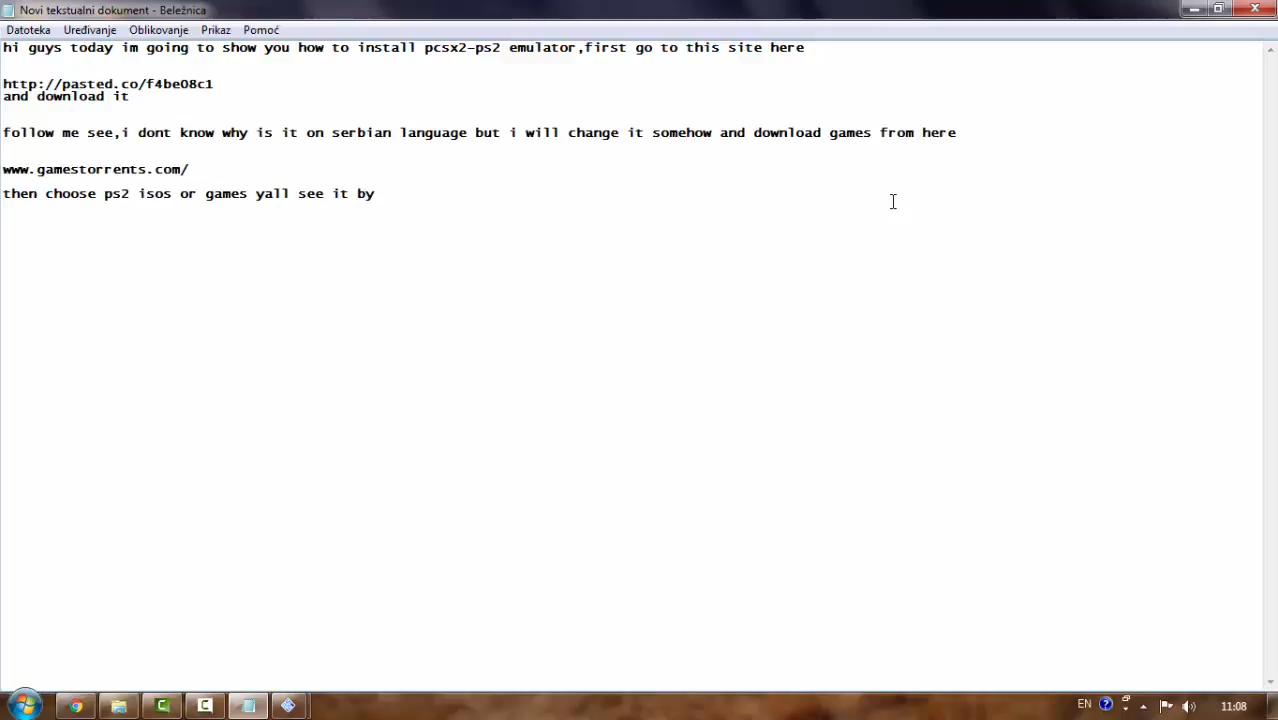 Novi tekstualni dokument - Beležnica
Datoteka Uređivanje Oblikovanje Prikaz Pomoć
hi guys today im going to show you how to install pcsx2-ps2 emulator,first go to this site here
http://pasted.co/f4be08c1
and download it
follow me see,i dont know why is it on serbian language but i will change it somehow and download games from here
www.gamestorrents.com/
then choose ps2 isos or games yall see it by
EN 11:08